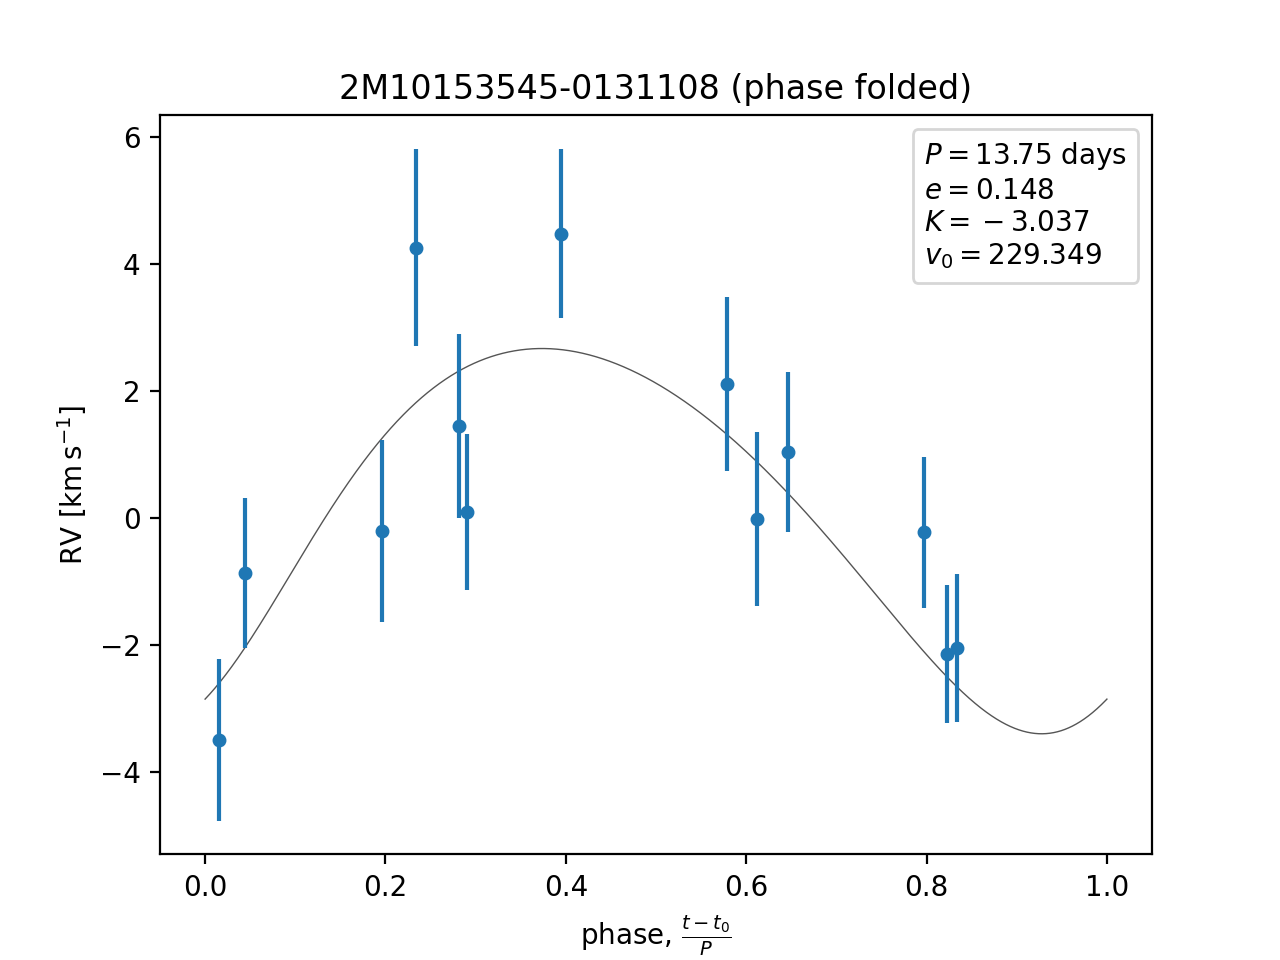 2M10153545-0131108 (phase folded)
P = 13.75 days
e = 0.148
K = −3.037
v₀ = 229.349
6
4
2
0
−2
−4
RV [km s⁻¹]
0.0 0.2 0.4 0.6 0.8 1.0
phase, (t − t₀)/P